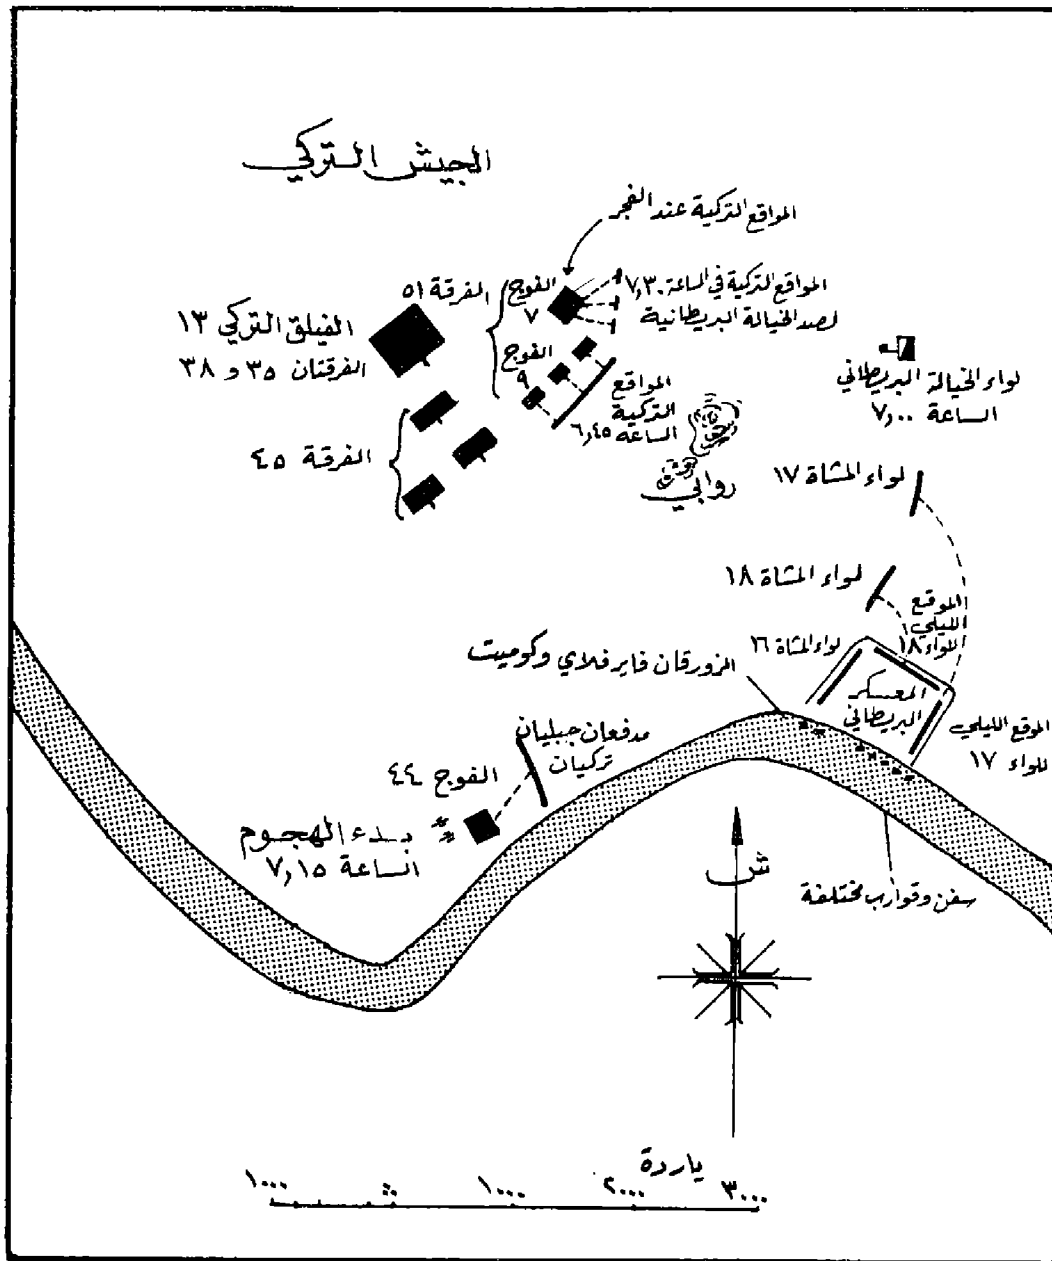 الجيش التركي
المواقع التركية عند الفجر
المواقع التركية في الساعة ٧,٣٠
لصد الخيالة البريطانية
الفوج
٧
الفرقة ٥١
الفوج
٩
الفيلق التركي ١٣
الفرقتان ٣٥ و ٣٨
المواقع
التركية
الساعة ٦,٤٥
لواء الخيالة البريطاني
الساعة ٧,٠٠
الفرقة ٤٥
روابي
لواء المشاة ١٧
لواء المشاة ١٨
الموقع
الليلي
للواء ١٨
لواء المشاة ١٦
المزورقان فايرفلاي وكوميت
المعسكر
البريطاني
الموقع الليلي
للواء ١٧
مدفعان جبليان
تركيان
الفوج ٤٤
بدء الهجوم
الساعة ٧,١٥
سفن وقوارب مختلفة
ش
ياردة
١٠٠٠ ٠ ١٠٠٠ ٢٠٠٠ ٣٠٠٠